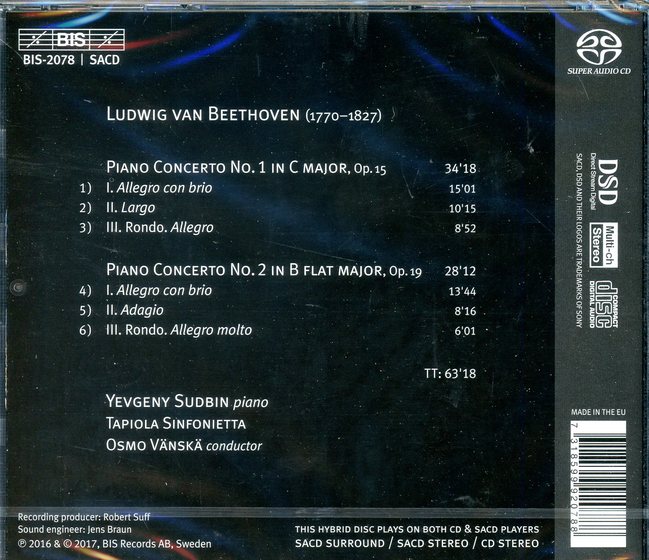 BIS
BIS-2078 | SACD
SUPER AUDIO CD
LUDWIG VAN BEETHOVEN (1770–1827)
PIANO CONCERTO NO. 1 IN C MAJOR, Op. 15 34'18
1) I. Allegro con brio 15'01
2) II. Largo 10'15
3) III. Rondo. Allegro 8'52
PIANO CONCERTO NO. 2 IN B FLAT MAJOR, Op. 19 28'12
4) I. Allegro con brio 13'44
5) II. Adagio 8'16
6) III. Rondo. Allegro molto 6'01
TT: 63'18
YEVGENY SUDBIN piano
TAPIOLA SINFONIETTA
OSMO VÄNSKÄ conductor
Recording producer: Robert Suff
Sound engineer: Jens Braun
℗ 2016 & © 2017, BIS Records AB, Sweden
THIS HYBRID DISC PLAYS ON BOTH CD & SACD PLAYERS
SACD SURROUND / SACD STEREO / CD STEREO
DSD
Direct Stream Digital
Multi-ch
Stereo
COMPACT
disc
DIGITAL AUDIO
SACD, DSD AND THEIR LOGOS ARE TRADEMARKS OF SONY
MADE IN THE EU
7 318599 920788